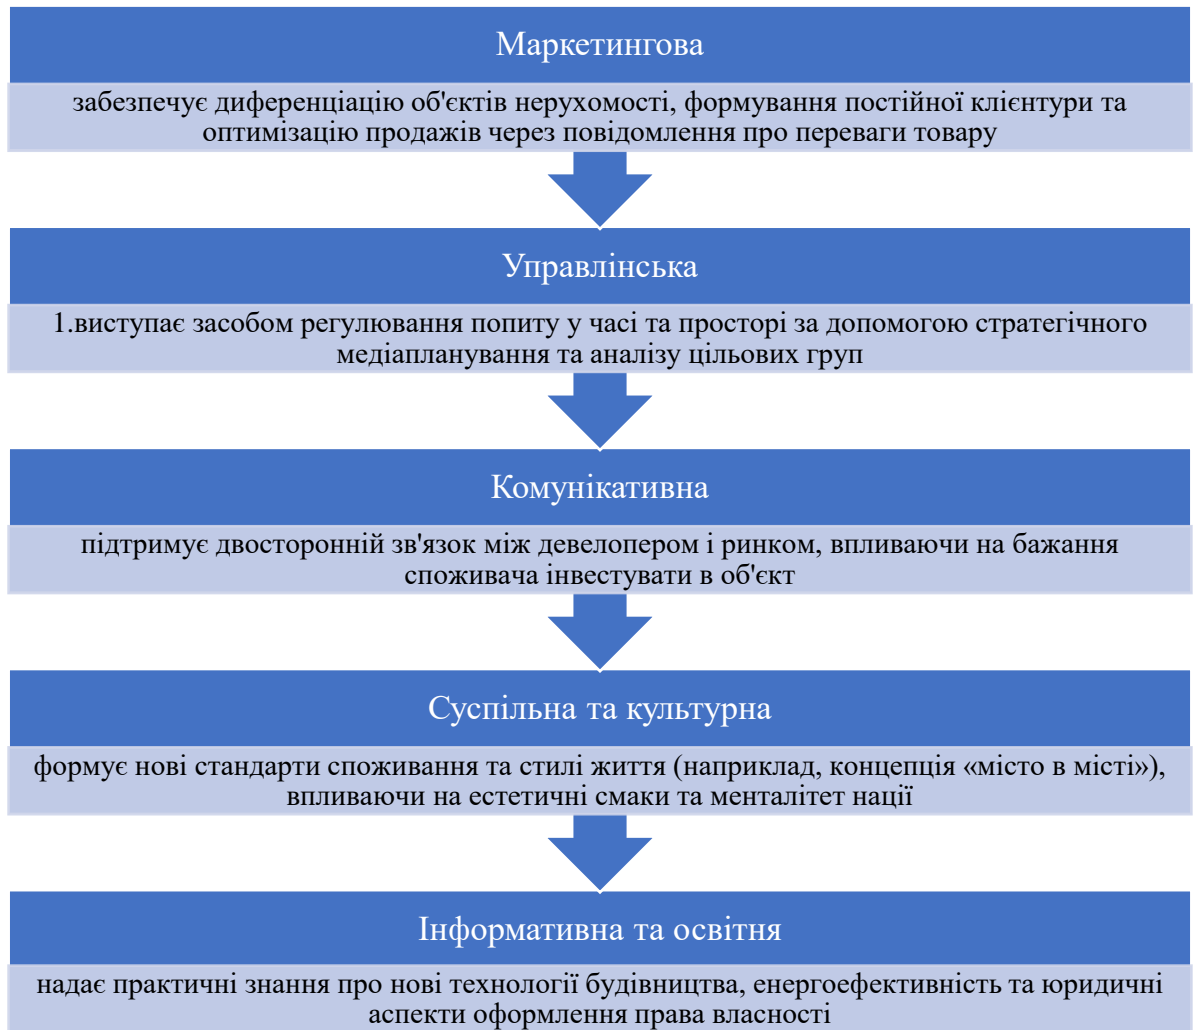 Маркетингова
забезпечує диференціацію об'єктів нерухомості, формування постійної клієнтури та
оптимізацію продажів через повідомлення про переваги товару
Управлінська
1.виступає засобом регулювання попиту у часі та просторі за допомогою стратегічного
медіапланування та аналізу цільових груп
Комунікативна
підтримує двосторонній зв'язок між девелопером і ринком, впливаючи на бажання
споживача інвестувати в об'єкт
Суспільна та культурна
формує нові стандарти споживання та стилі життя (наприклад, концепція «місто в місті»),
впливаючи на естетичні смаки та менталітет нації
Інформативна та освітня
надає практичні знання про нові технології будівництва, енергоефективність та юридичні
аспекти оформлення права власності